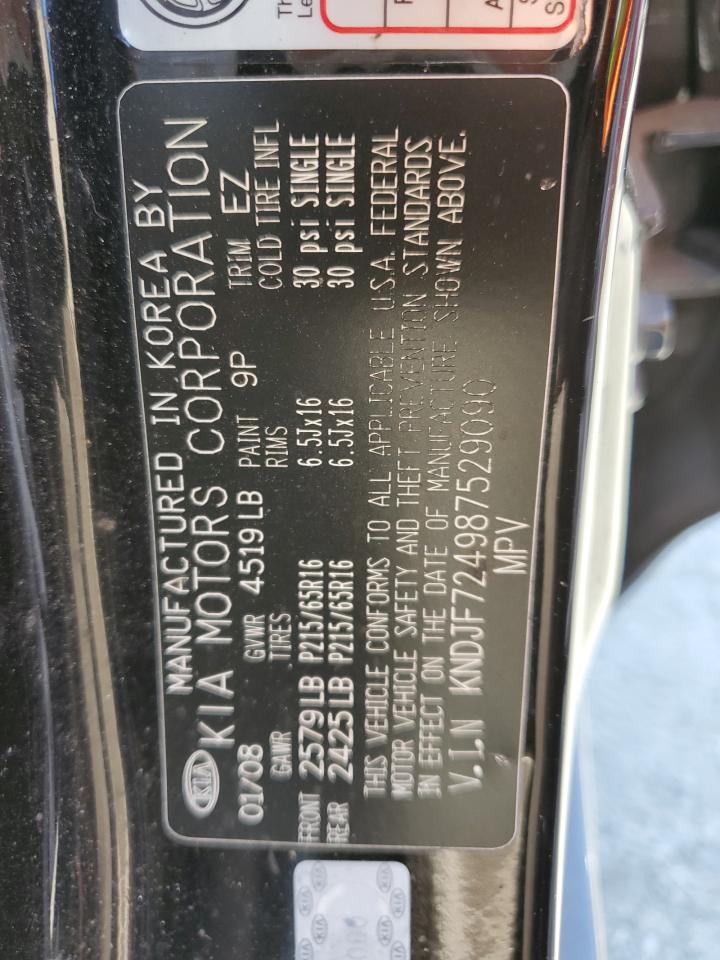 MANUFACTURED IN KOREA BY
KIA KIA MOTORS CORPORATION
01/08 GVWR 4519 LB PAINT 9P TRIM EZ
GAWR TIRES RIMS COLD TIRE INFL
FRONT 2579 LB P215/65R16 6.5Jx16 30 psi SINGLE
REAR 2425 LB P215/65R16 6.5Jx16 30 psi SINGLE
THIS VEHICLE CONFORMS TO ALL APPLICABLE U.S.A. FEDERAL
MOTOR VEHICLE SAFETY AND THEFT PREVENTION STANDARDS
IN EFFECT ON THE DATE OF MANUFACTURE SHOWN ABOVE.
V.I.N KNDJF724987529090
MPV